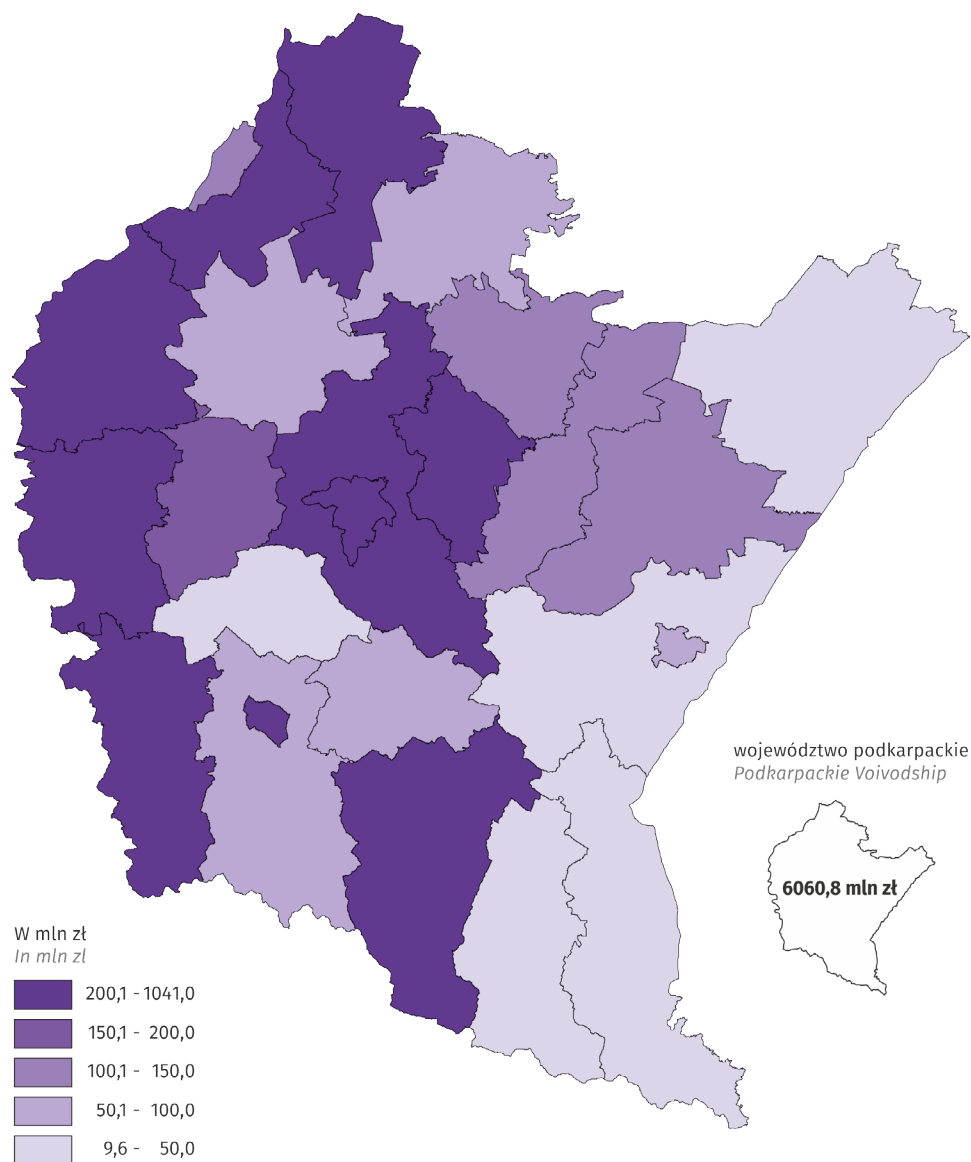 województwo podkarpackie
Podkarpackie Voivodship
6060,8 mln zł
W mln zł
In mln zl
200,1 - 1041,0
150,1 - 200,0
100,1 - 150,0
50,1 - 100,0
9,6 - 50,0